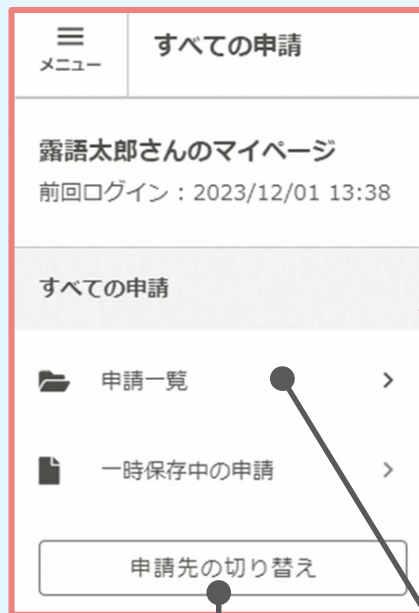 メニュー
すべての申請
露語太郎さんのマイページ
前回ログイン：2023/12/01 13:38
すべての申請
申請一覧
一時保存中の申請
申請先の切り替え